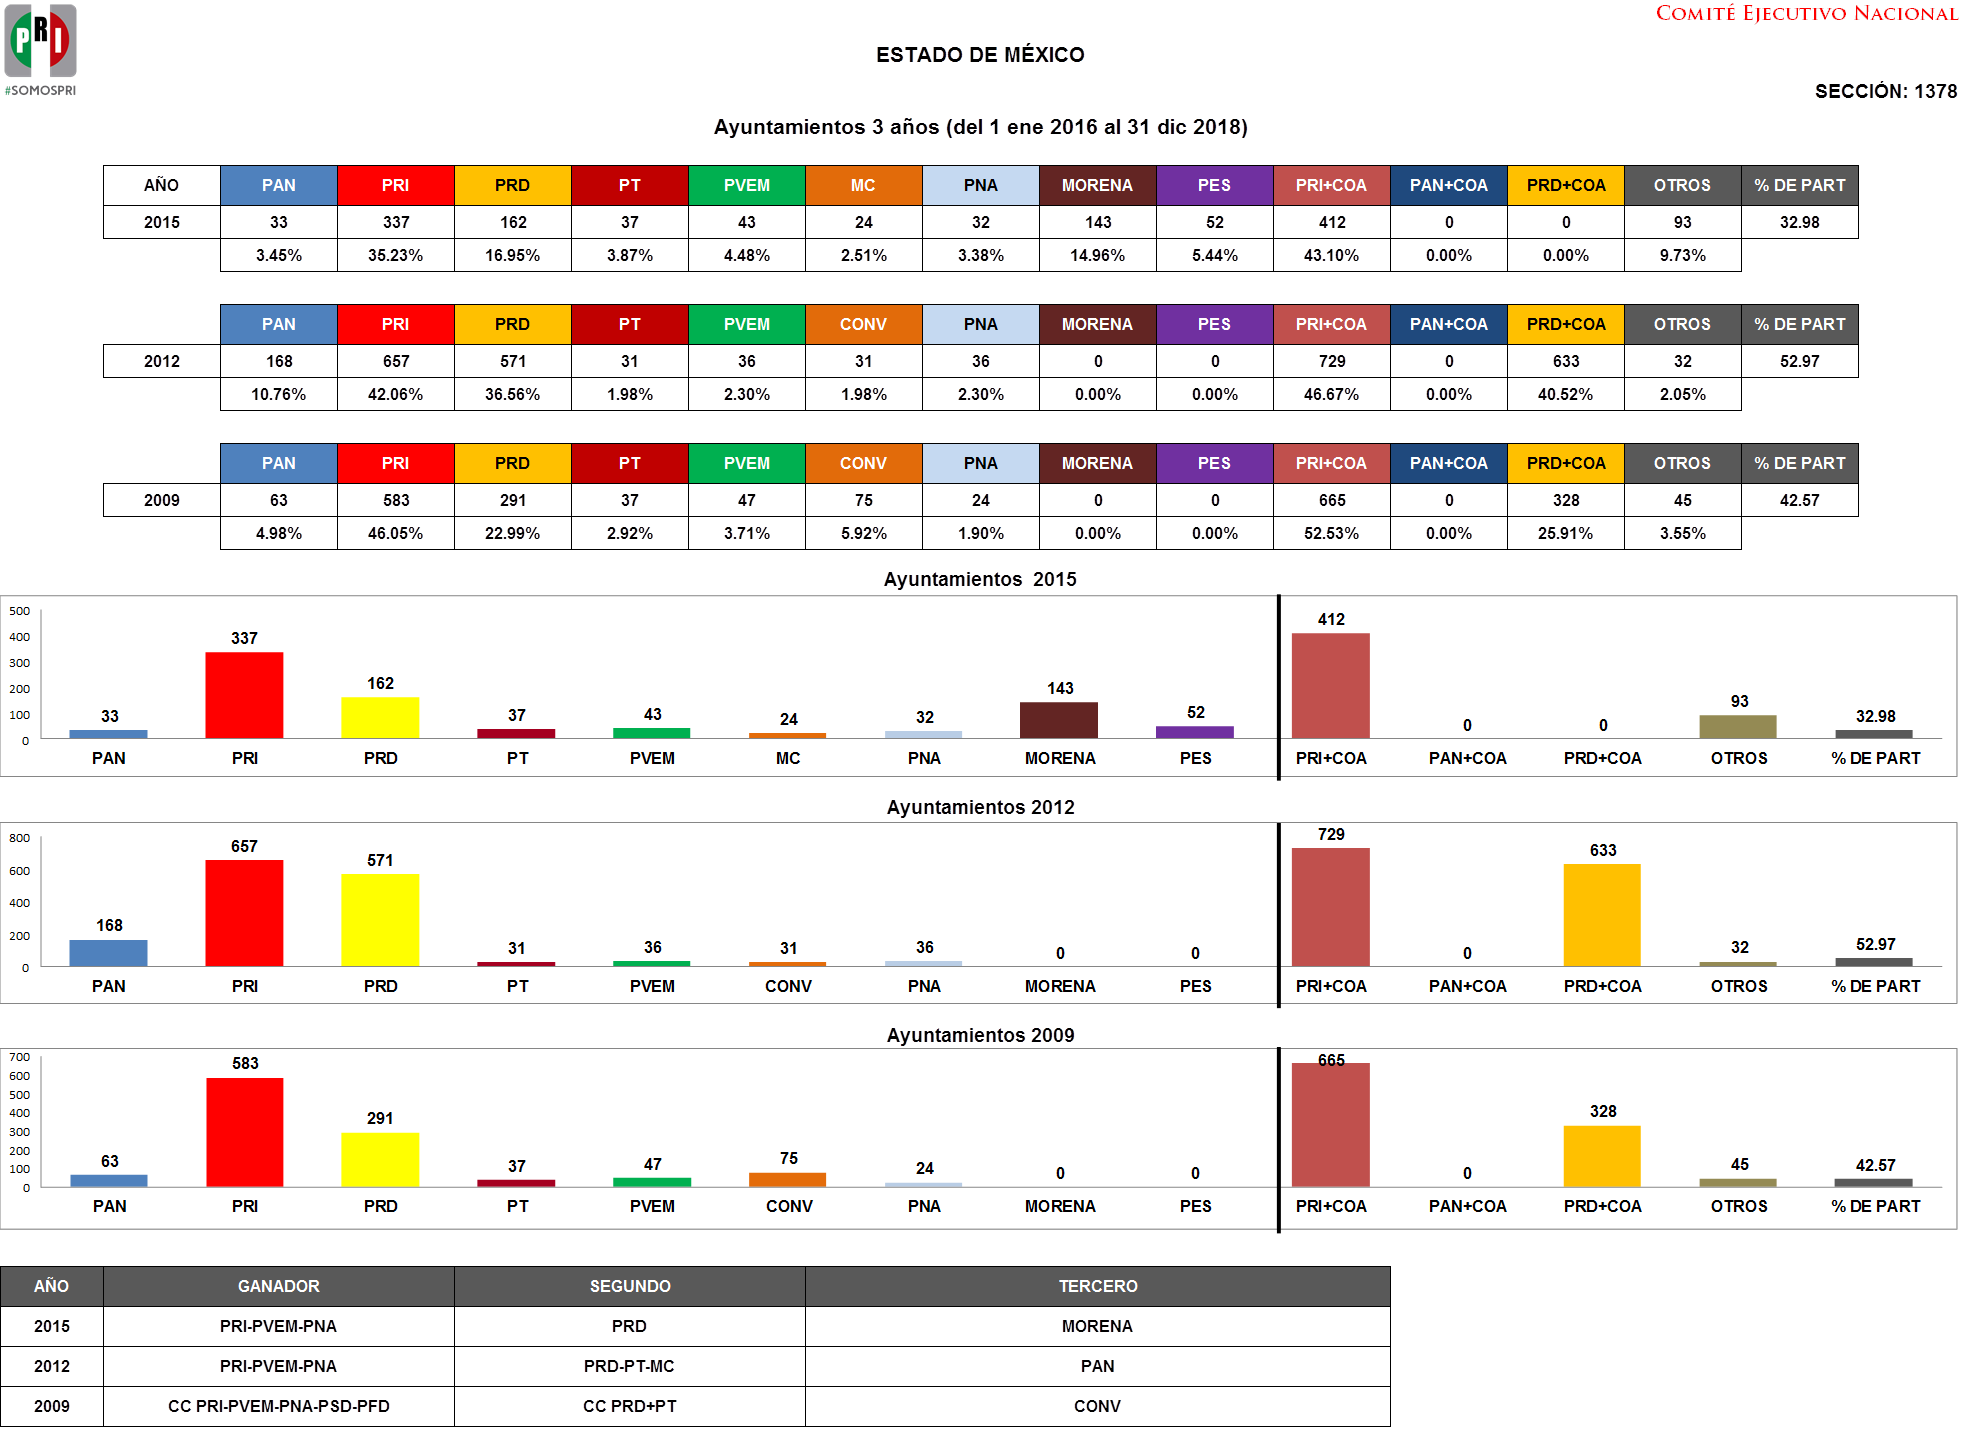 PRI
#SOMOSPRI
COMITÉ EJECUTIVO NACIONAL
ESTADO DE MÉXICO
SECCIÓN: 1378
Ayuntamientos 3 años (del 1 ene 2016 al 31 dic 2018)
AÑO PAN PRI PRD PT PVEM MC PNA MORENA PES PRI+COA PAN+COA PRD+COA OTROS % DE PART
2015 33 337 162 37 43 24 32 143 52 412 0 0 93 32.98
3.45% 35.23% 16.95% 3.87% 4.48% 2.51% 3.38% 14.96% 5.44% 43.10% 0.00% 0.00% 9.73%
PAN PRI PRD PT PVEM CONV PNA MORENA PES PRI+COA PAN+COA PRD+COA OTROS % DE PART
2012 168 657 571 31 36 31 36 0 0 729 0 633 32 52.97
10.76% 42.06% 36.56% 1.98% 2.30% 1.98% 2.30% 0.00% 0.00% 46.67% 0.00% 40.52% 2.05%
PAN PRI PRD PT PVEM CONV PNA MORENA PES PRI+COA PAN+COA PRD+COA OTROS % DE PART
2009 63 583 291 37 47 75 24 0 0 665 0 328 45 42.57
4.98% 46.05% 22.99% 2.92% 3.71% 5.92% 1.90% 0.00% 0.00% 52.53% 0.00% 25.91% 3.55%
Ayuntamientos 2015
500
400
300
200
100
0
33 337 162 37 43 24 32 143 52 412 0 0 93 32.98
PAN PRI PRD PT PVEM MC PNA MORENA PES PRI+COA PAN+COA PRD+COA OTROS % DE PART
Ayuntamientos 2012
800
600
400
200
0
168 657 571 31 36 31 36 0 0 729 0 633 32 52.97
PAN PRI PRD PT PVEM CONV PNA MORENA PES PRI+COA PAN+COA PRD+COA OTROS % DE PART
Ayuntamientos 2009
700
600
500
400
300
200
100
0
63 583 291 37 47 75 24 0 0 665 0 328 45 42.57
PAN PRI PRD PT PVEM CONV PNA MORENA PES PRI+COA PAN+COA PRD+COA OTROS % DE PART
AÑO GANADOR SEGUNDO TERCERO
2015 PRI-PVEM-PNA PRD MORENA
2012 PRI-PVEM-PNA PRD-PT-MC PAN
2009 CC PRI-PVEM-PNA-PSD-PFD CC PRD+PT CONV